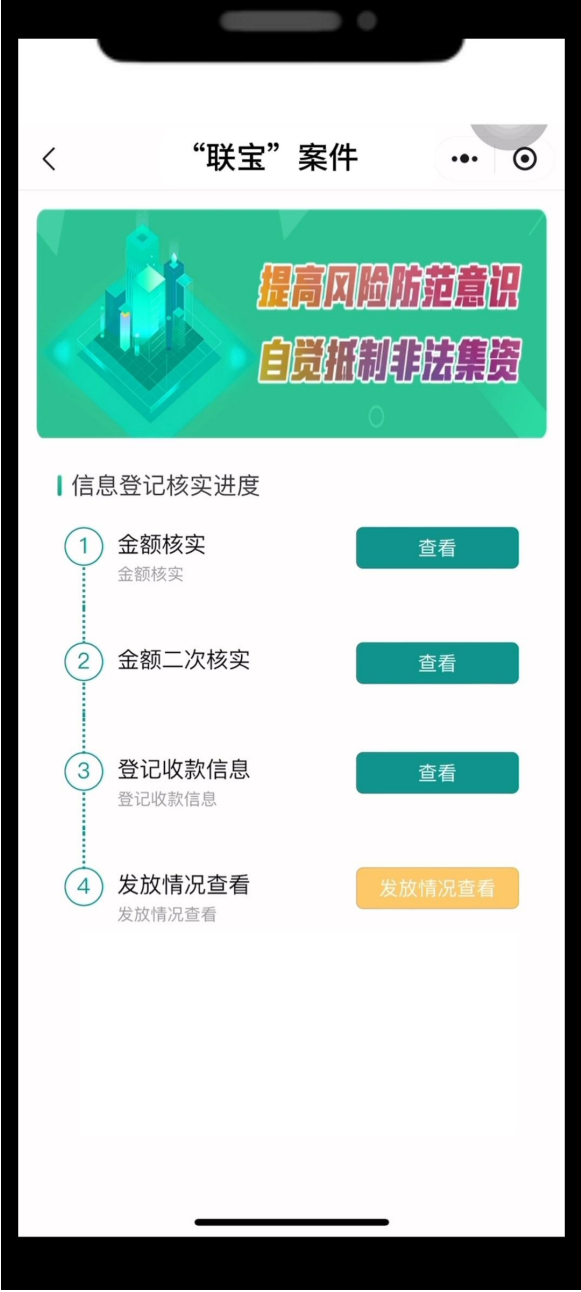 “联宝”案件
提高风险防范意识
自觉抵制非法集资
信息登记核实进度
1 金额核实 查看
金额核实
2 金额二次核实 查看
3 登记收款信息 查看
登记收款信息
4 发放情况查看 发放情况查看
发放情况查看